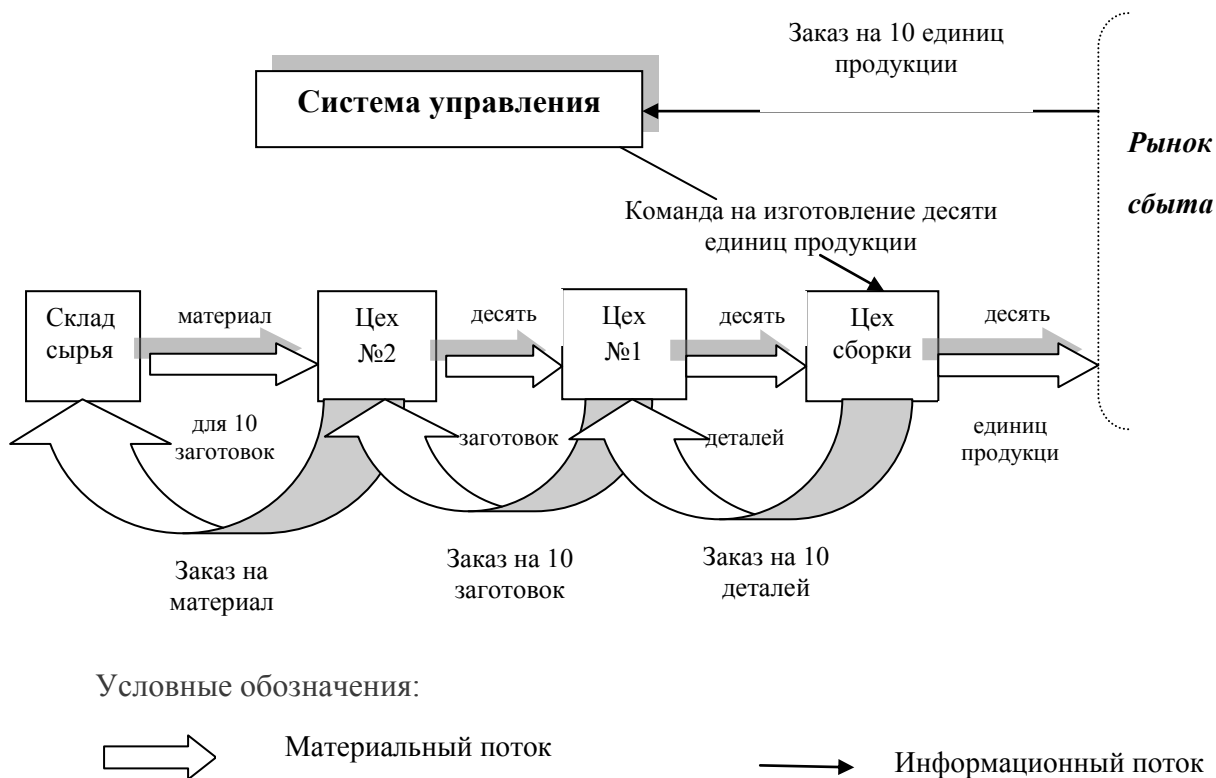 Заказ на 10 единиц
продукции
Система управления
Рынок
сбыта
Команда на изготовление десяти
единиц продукции
Склад
сырья
материал
для 10
заготовок
Цех
№2
десять
заготовок
Цех
№1
десять
деталей
Цех
сборки
десять
единиц
продукци
Заказ на
материал
Заказ на 10
заготовок
Заказ на 10
деталей
Условные обозначения:
Материальный поток
Информационный поток